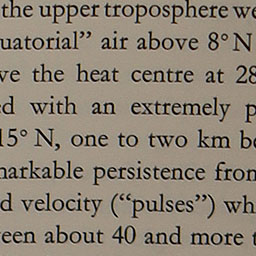 the upper troposphere we
uatorial” air above 8° N
ve the heat centre at 28
ed with an extremely p
15° N, one to two km be
narkable persistence from
d velocity (“pulses”) wh
een about 40 and more t